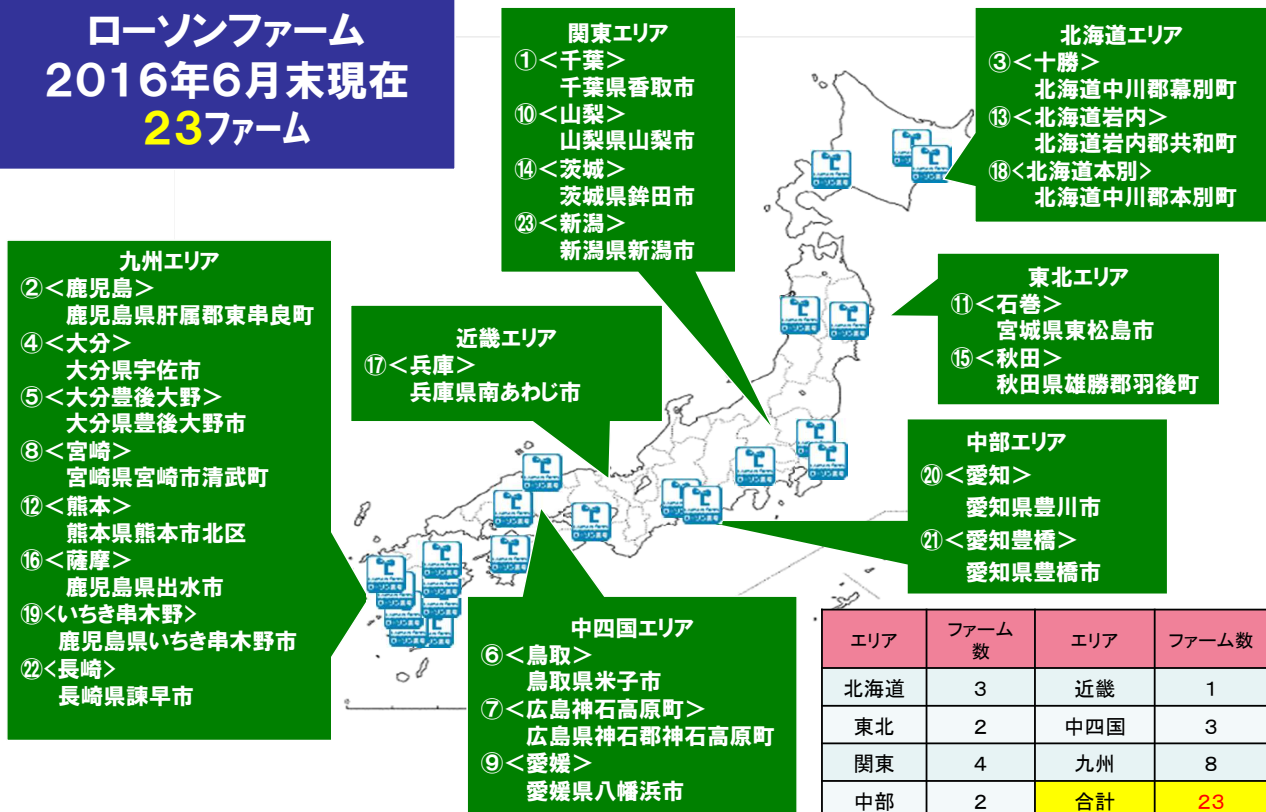 ローソンファーム
2016年6月末現在
23ファーム
関東エリア
①<千葉>
千葉県香取市
⑩<山梨>
山梨県山梨市
⑭<茨城>
茨城県鉾田市
㉓<新潟>
新潟県新潟市
北海道エリア
③<十勝>
北海道中川郡幕別町
⑬<北海道岩内>
北海道岩内郡共和町
⑱<北海道本別>
北海道中川郡本別町
九州エリア
②<鹿児島>
鹿児島県肝属郡東串良町
④<大分>
大分県宇佐市
⑤<大分豊後大野>
大分県豊後大野市
⑧<宮崎>
宮崎県宮崎市清武町
⑫<熊本>
熊本県熊本市北区
⑯<薩摩>
鹿児島県出水市
⑲<いちき串木野>
鹿児島県いちき串木野市
㉒<長崎>
長崎県諫早市
近畿エリア
⑰<兵庫>
兵庫県南あわじ市
東北エリア
⑪<石巻>
宮城県東松島市
⑮<秋田>
秋田県雄勝郡羽後町
中部エリア
⑳<愛知>
愛知県豊川市
㉑<愛知豊橋>
愛知県豊橋市
中四国エリア
⑥<鳥取>
鳥取県米子市
⑦<広島神石高原町>
広島県神石郡神石高原町
⑨<愛媛>
愛媛県八幡浜市
エリア ファーム数 エリア ファーム数
北海道 3 近畿 1
東北 2 中四国 3
関東 4 九州 8
中部 2 合計 23